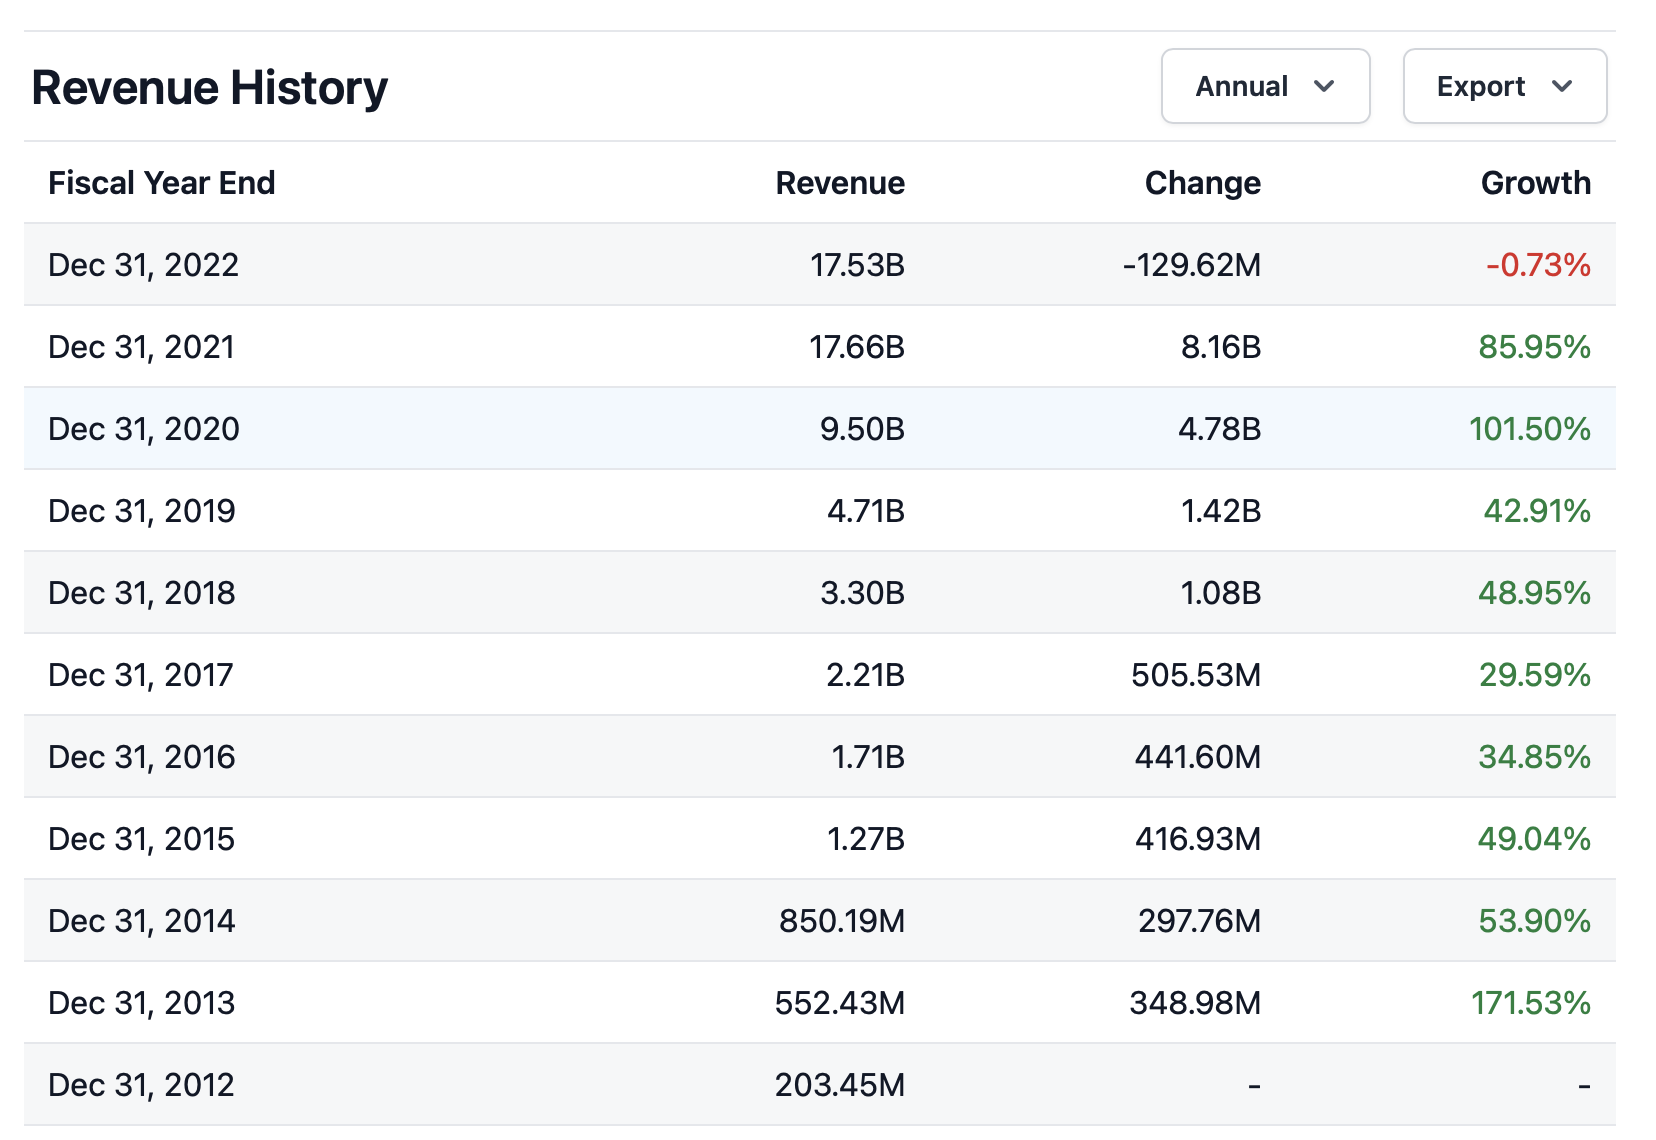 Revenue History Annual Export
Fiscal Year End Revenue Change Growth
Dec 31, 2022 17.53B -129.62M -0.73%
Dec 31, 2021 17.66B 8.16B 85.95%
Dec 31, 2020 9.50B 4.78B 101.50%
Dec 31, 2019 4.71B 1.42B 42.91%
Dec 31, 2018 3.30B 1.08B 48.95%
Dec 31, 2017 2.21B 505.53M 29.59%
Dec 31, 2016 1.71B 441.60M 34.85%
Dec 31, 2015 1.27B 416.93M 49.04%
Dec 31, 2014 850.19M 297.76M 53.90%
Dec 31, 2013 552.43M 348.98M 171.53%
Dec 31, 2012 203.45M - -